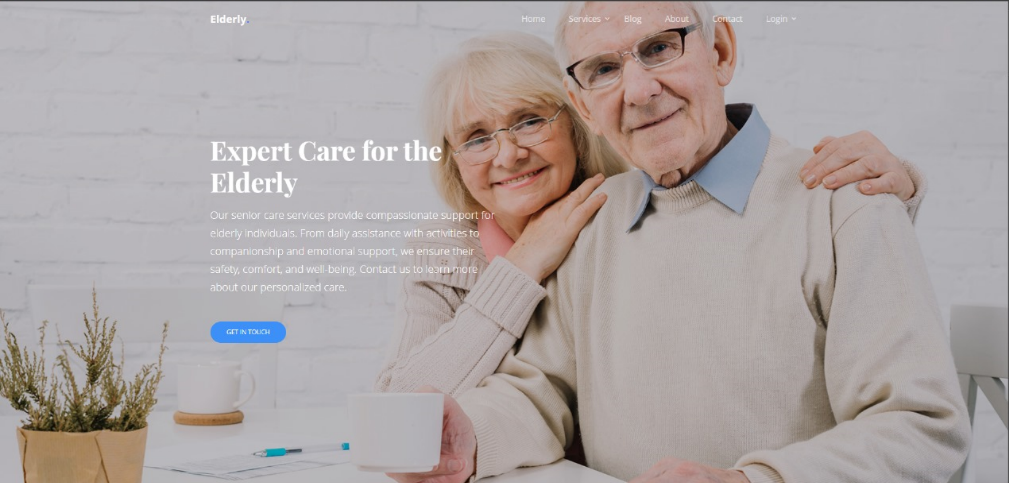 Elderly.
Home Services Blog About Contact Login
Expert Care for the
Elderly
Our senior care services provide compassionate support for
elderly individuals. From daily assistance with activities to
companionship and emotional support, we ensure their
safety, comfort, and well-being. Contact us to learn more
about our personalized care.
GET IN TOUCH